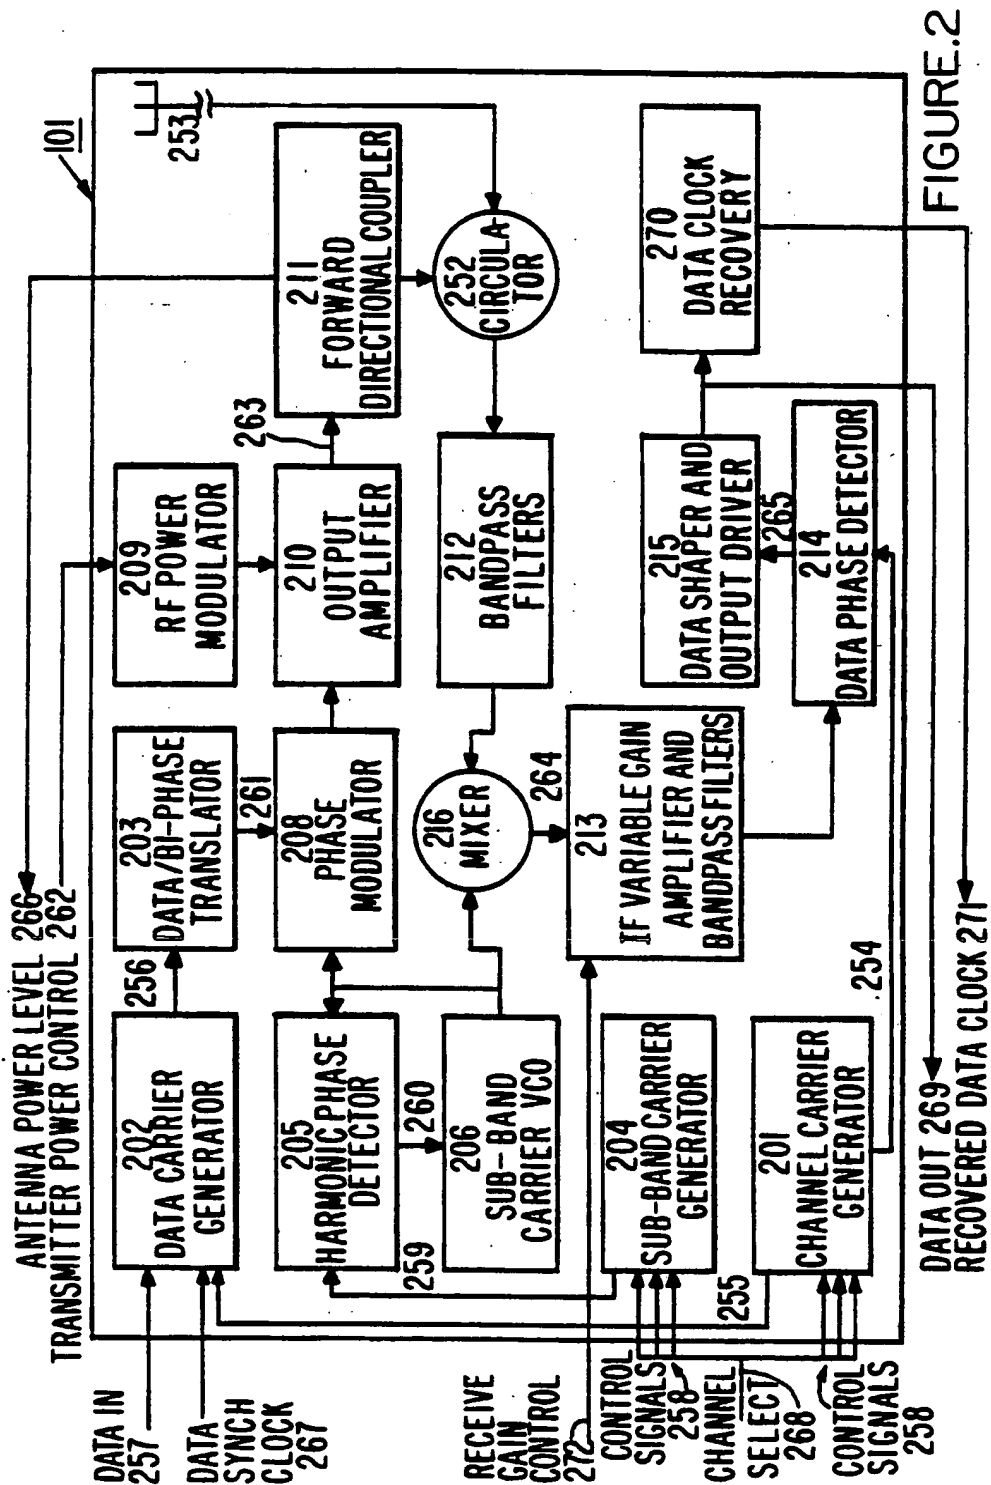 ANTENNA POWER LEVEL 266
TRANSMITTER POWER CONTROL 262
101
DATA IN
257
DATA
SYNCH
CLOCK
267
202
DATA CARRIER
GENERATOR
256
203
DATA/BI-PHASE
TRANSLATOR
209
RF POWER
MODULATOR
253
261
205
HARMONIC PHASE
DETECTOR
208
PHASE
MODULATOR
210
OUTPUT
AMPLIFIER
263
211
FORWARD
DIRECTIONAL COUPLER
259
260
206
SUB-BAND
CARRIER VCO
216
MIXER
212
BANDPASS
FILTERS
252
CIRCULA-
TOR
RECEIVE
GAIN
CONTROL
272
264
213
IF VARIABLE GAIN
AMPLIFIER AND
BANDPASS FILTERS
CONTROL
SIGNALS
258
204
SUB-BAND CARRIER
GENERATOR
215
DATA SHAPER AND
OUTPUT DRIVER
270
DATA CLOCK
RECOVERY
265
CHANNEL
SELECT
268
255
201
CHANNEL CARRIER
GENERATOR
214
DATA PHASE DETECTOR
CONTROL
SIGNALS
258
254
DATA OUT 269
RECOVERED DATA CLOCK 271
FIGURE.2